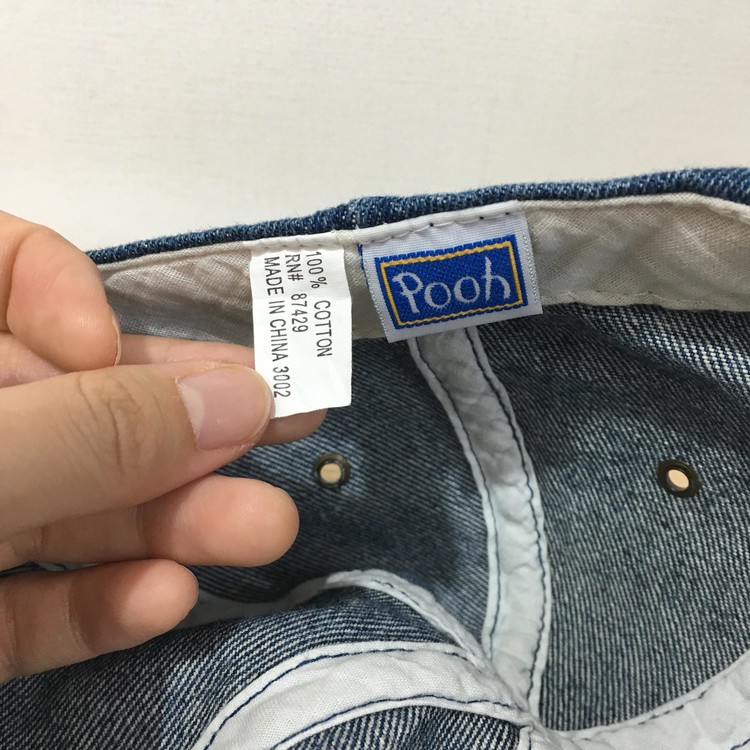 100% COTTON
RN# 87429
MADE IN CHINA 3002
Pooh